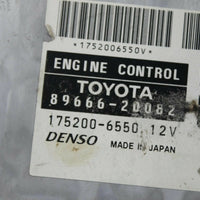 *1752006550V*
ENGINE CONTROL
TOYOTA
89666-20082
175200-6550 12V
DENSO MADE IN JAPAN